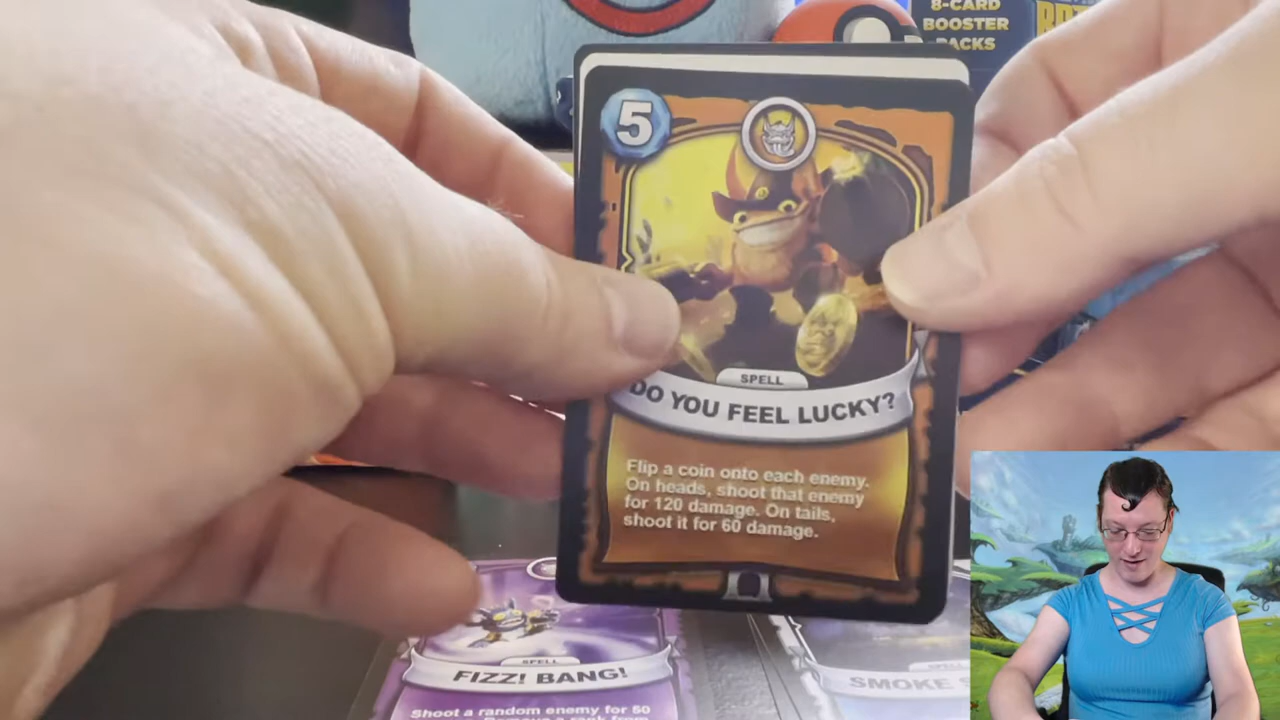 8-CARD
BOOSTER
PACKS
5
SPELL
DO YOU FEEL LUCKY?
Flip a coin onto each enemy.
On heads, shoot that enemy
for 120 damage. On tails,
shoot it for 60 damage.
SPELL
FIZZ! BANG!
Shoot a random enemy for 50
SPELL
SMOKE